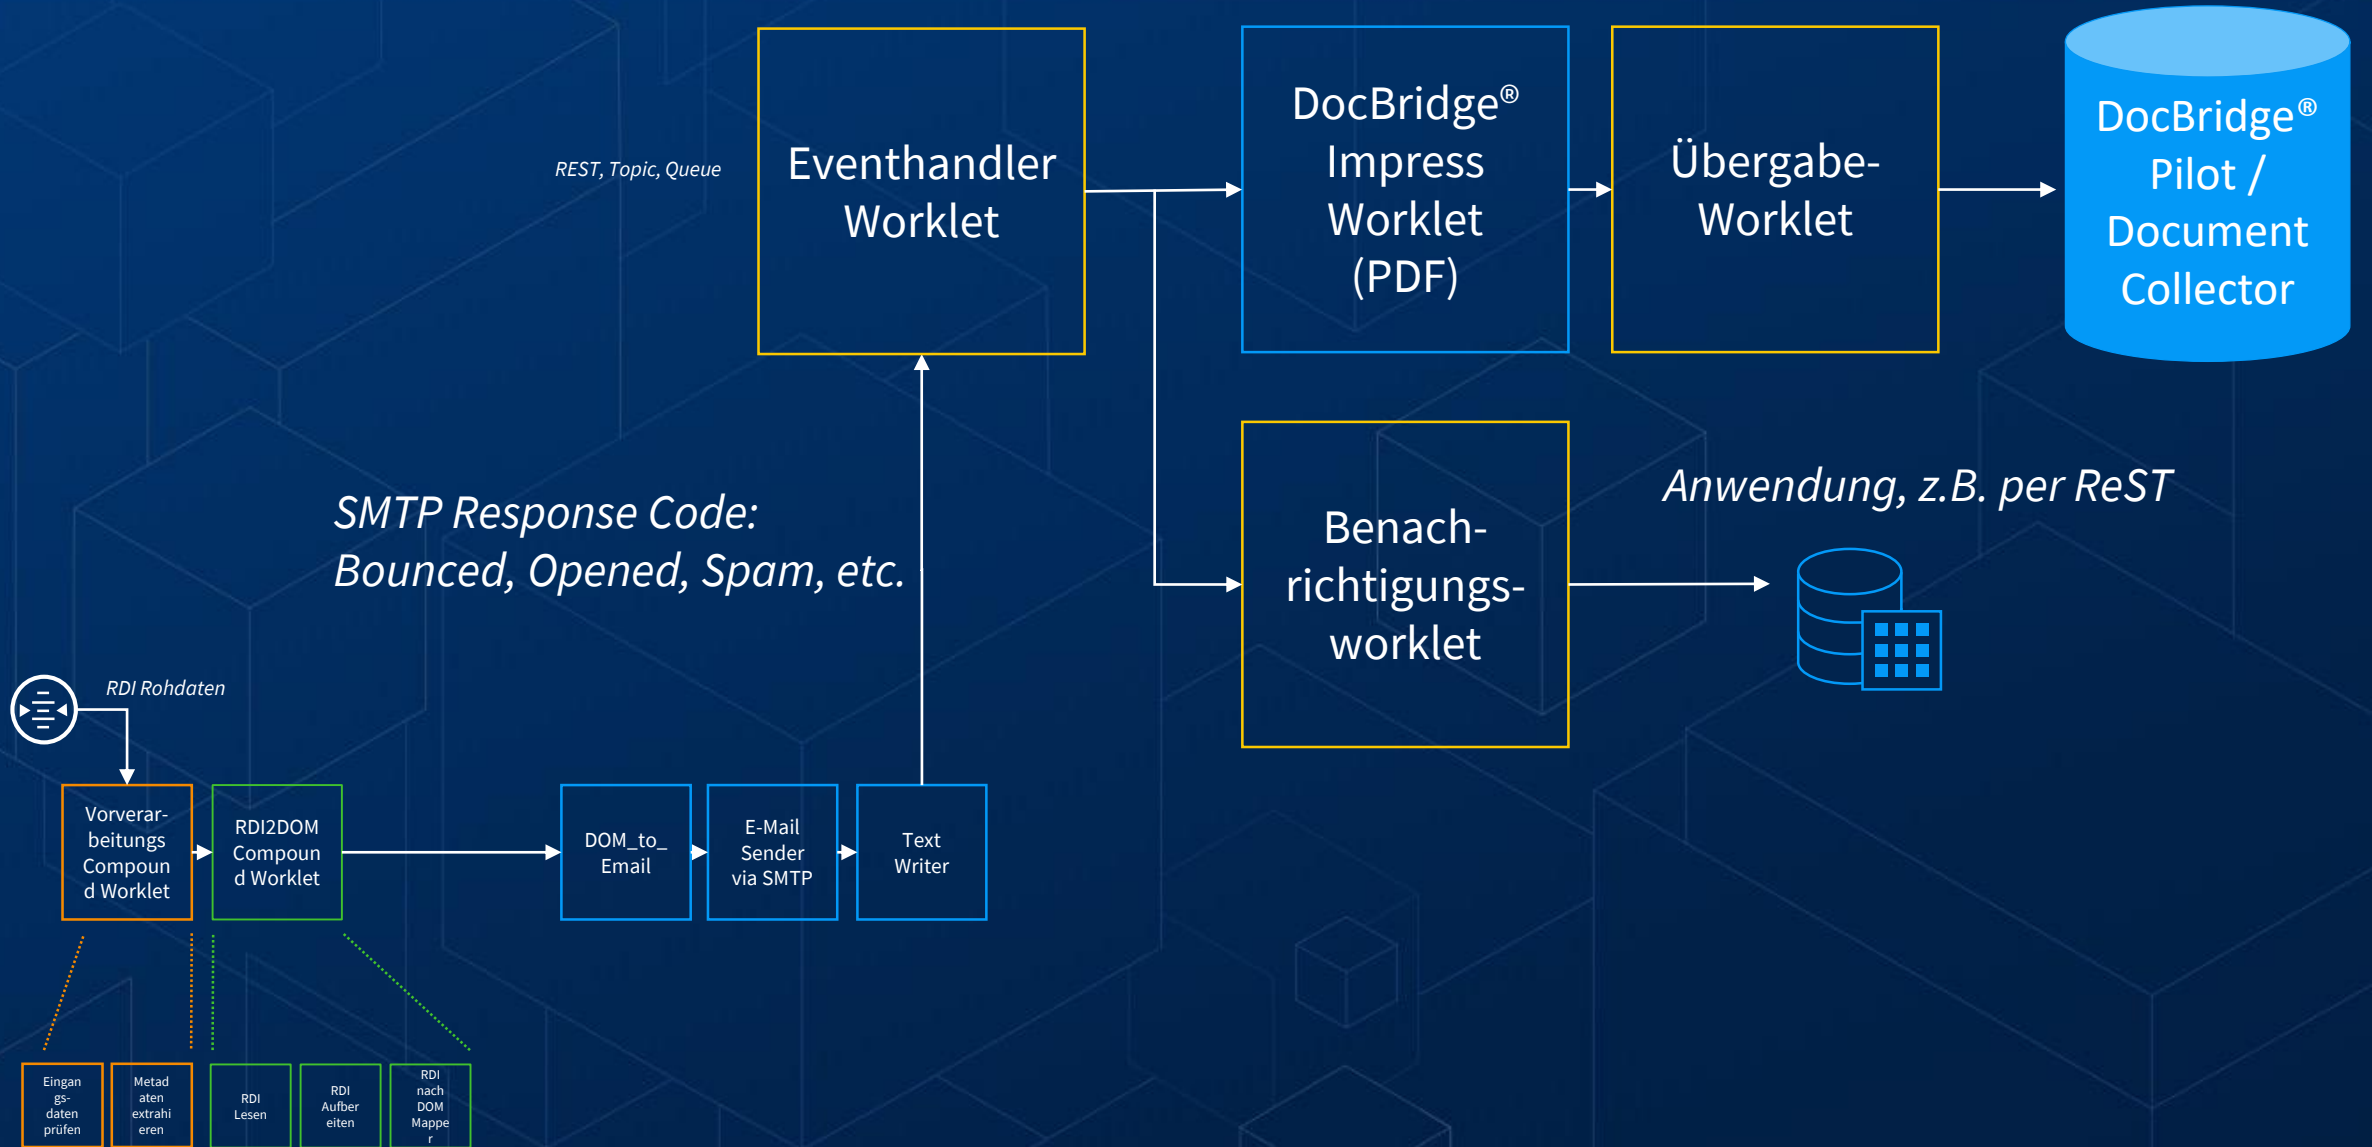 REST, Topic, Queue
Eventhandler
Worklet
DocBridge®
Impress
Worklet
(PDF)
Übergabe-
Worklet
DocBridge®
Pilot /
Document
Collector
SMTP Response Code:
Bounced, Opened, Spam, etc.
Benach-
richtigungs-
worklet
Anwendung, z.B. per ReST
RDI Rohdaten
Vorverar-
beitungs
Compoun
d Worklet
RDI2DOM
Compoun
d Worklet
DOM_to_
Email
E-Mail
Sender
via SMTP
Text
Writer
Eingan
gs-
daten
prüfen
Metad
aten
extrahi
eren
RDI
Lesen
RDI
Aufber
eiten
RDI
nach
DOM
Mappe
r